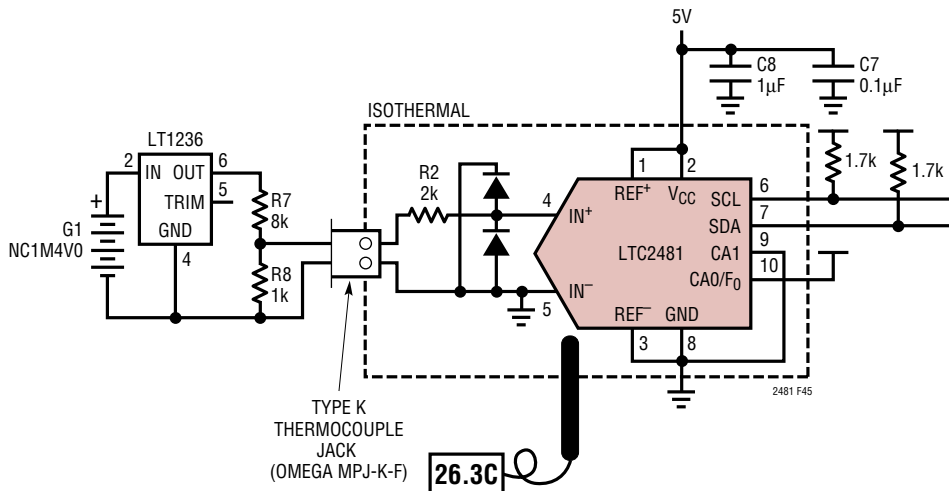 5V
C8
1µF
C7
0.1µF
ISOTHERMAL
LT1236
2
IN
OUT
6
TRIM
5
GND
4
+
G1
NC1M4V0
R7
8k
R8
1k
R2
2k
1
2
REF+
VCC
4
IN+
IN−
5
LTC2481
SCL
6
SDA
7
CA1
9
CA0/F0
10
REF−
GND
3
8
1.7k
1.7k
2481 F45
TYPE K
THERMOCOUPLE
JACK
(OMEGA MPJ-K-F)
26.3C